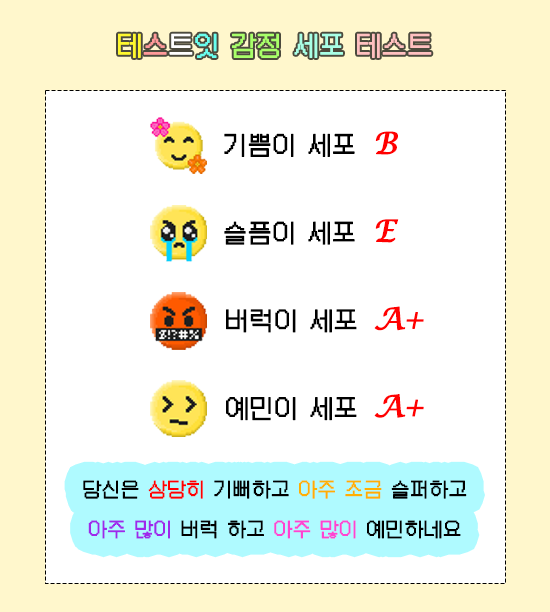 테스트잇 감정 세포 테스트
기쁨이 세포 B
슬픔이 세포 E
&!?#%
버럭이 세포 A+
예민이 세포 A+
당신은 상당히 기뻐하고 아주 조금 슬퍼하고
아주 많이 버럭 하고 아주 많이 예민하네요